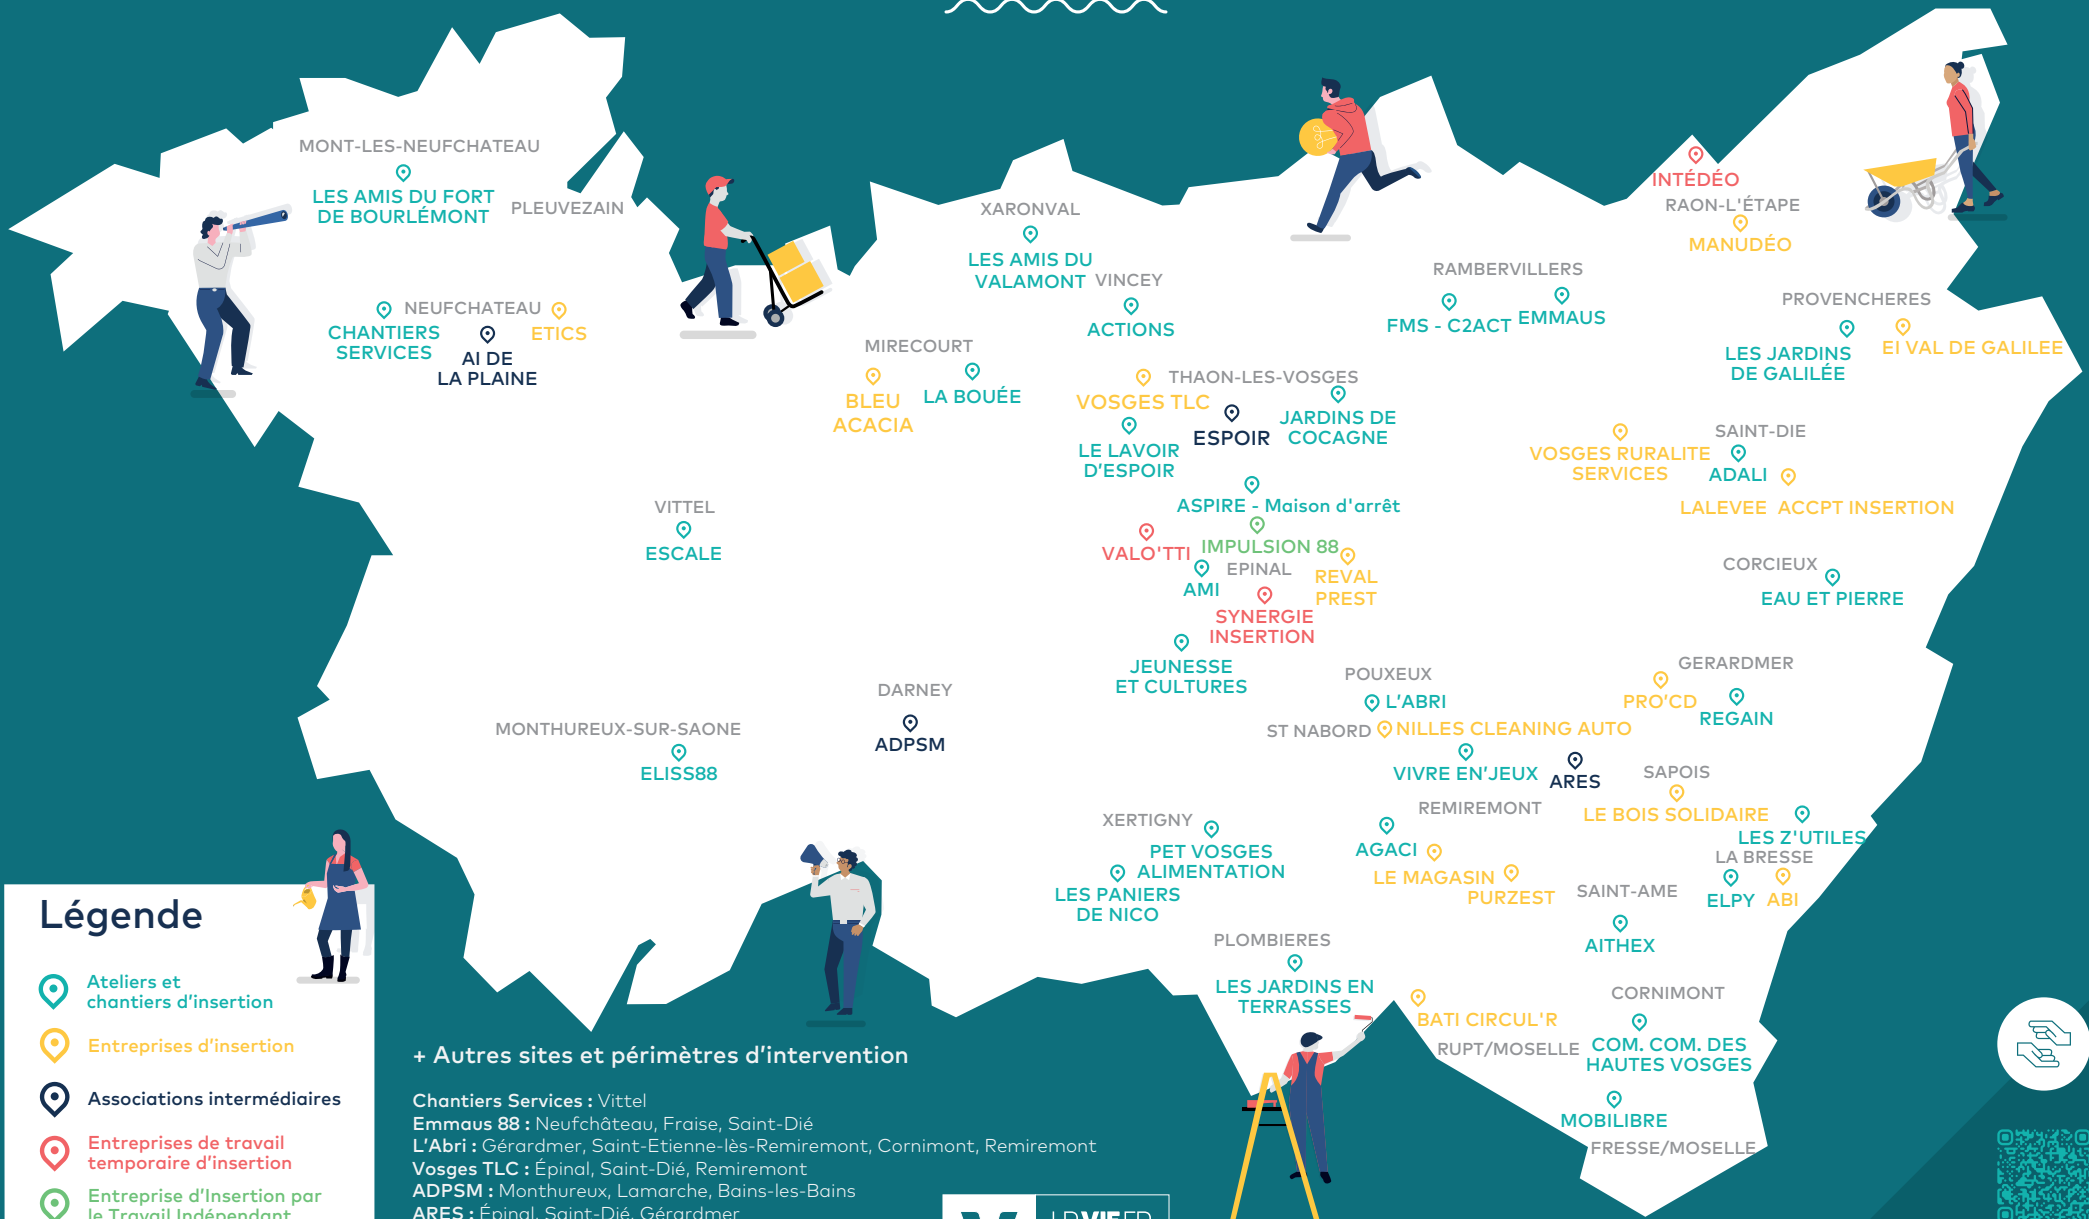 MONT-LES-NEUFCHATEAU
LES AMIS DU FORT
DE BOURLÉMONT
PLEUVEZAIN
NEUFCHATEAU
CHANTIERS
SERVICES
AI DE
LA PLAINE
ETICS
XARONVAL
LES AMIS DU
VALAMONT
VINCEY
ACTIONS
MIRECOURT
BLEU
ACACIA
LA BOUÉE
THAON-LES-VOSGES
VOSGES TLC
LE LAVOIR
D'ESPOIR
ESPOIR
JARDINS DE
COCAGNE
RAMBERVILLERS
FMS - C2ACT
EMMAUS
INTÉDÉO
RAON-L'ÉTAPE
MANUDÉO
PROVENCHERES
LES JARDINS
DE GALILÉE
EI VAL DE GALILEE
SAINT-DIE
VOSGES RURALITE
SERVICES
ADALI
LALEVEE ACCPT INSERTION
VITTEL
ESCALE
ASPIRE - Maison d'arrêt
IMPULSION 88
VALO'TTI
EPINAL
AMI
REVAL
PREST
SYNERGIE
INSERTION
JEUNESSE
ET CULTURES
CORCIEUX
EAU ET PIERRE
DARNEY
ADPSM
MONTHUREUX-SUR-SAONE
ELISS88
POUXEUX
L'ABRI
ST NABORD
NILLES CLEANING AUTO
VIVRE EN'JEUX
ARES
REMIREMONT
AGACI
LE MAGASIN
PURZEST
GERARDMER
PRO'CD
REGAIN
SAPOIS
LE BOIS SOLIDAIRE
LES Z'UTILES
LA BRESSE
ELPY
ABI
XERTIGNY
PET VOSGES
ALIMENTATION
LES PANIERS
DE NICO
SAINT-AME
AITHEX
PLOMBIERES
LES JARDINS EN
TERRASSES
BATI CIRCUL'R
RUPT/MOSELLE
CORNIMONT
COM. COM. DES
HAUTES VOSGES
MOBILIBRE
FRESSE/MOSELLE
Légende
Ateliers et
chantiers d'insertion
Entreprises d'insertion
Associations intermédiaires
Entreprises de travail
temporaire d'insertion
Entreprise d'Insertion par
le Travail Indépendant
+ Autres sites et périmètres d'intervention
Chantiers Services : Vittel
Emmaus 88 : Neufchâteau, Fraise, Saint-Dié
L'Abri : Gérardmer, Saint-Etienne-lès-Remiremont, Cornimont, Remiremont
Vosges TLC : Épinal, Saint-Dié, Remiremont
ADPSM : Monthureux, Lamarche, Bains-les-Bains
ARES : Épinal, Saint-Dié, Gérardmer